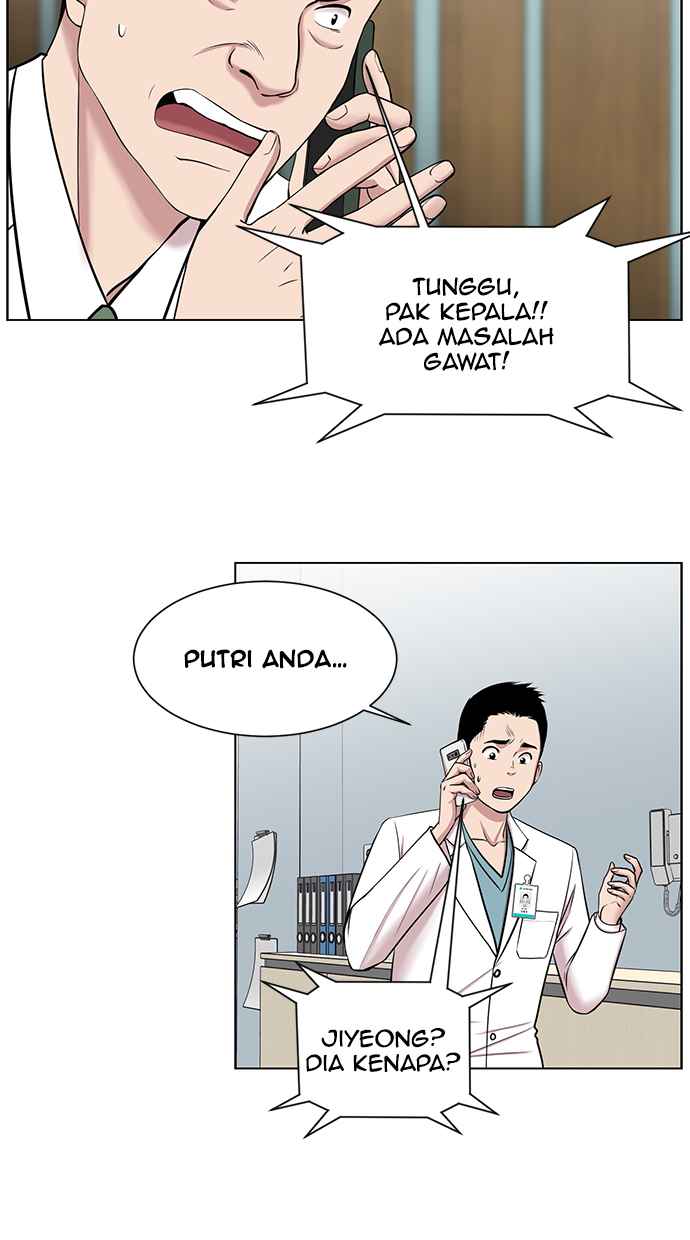 TUNGGU,
PAK KEPALA!!
ADA MASALAH
GAWAT!
PUTRI ANDA...
JIYEONG?
DIA KENAPA?